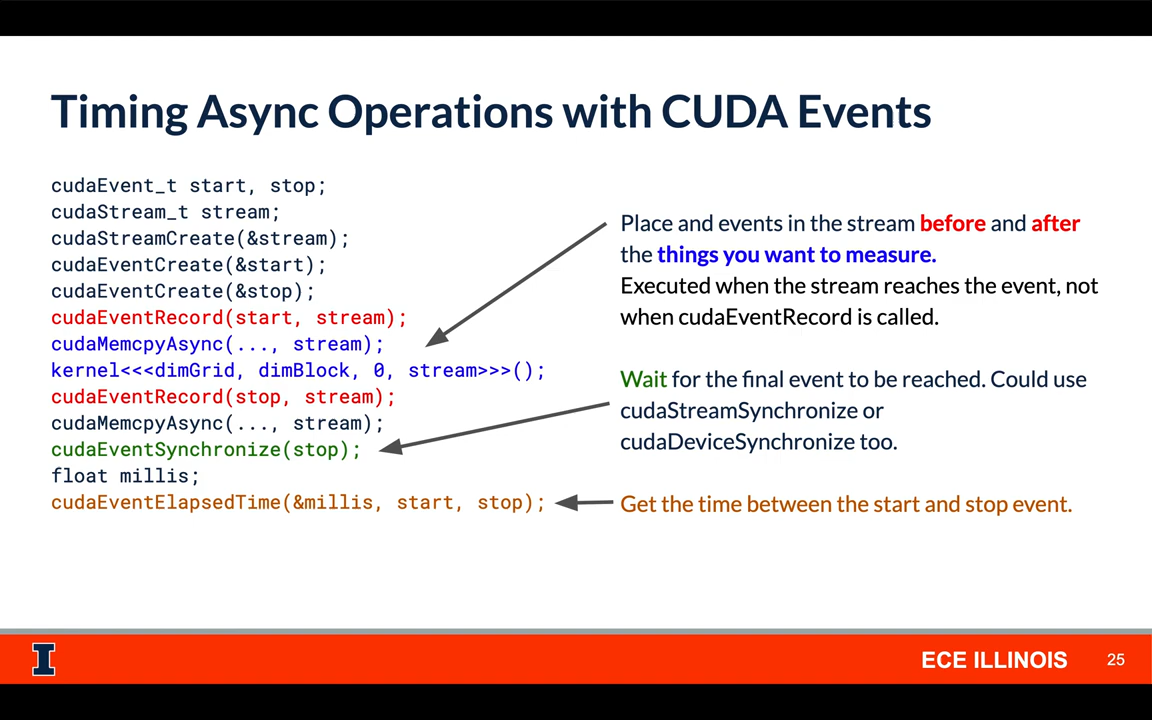 Timing Async Operations with CUDA Events
cudaEvent_t start, stop;
cudaStream_t stream;
cudaStreamCreate(&stream);
cudaEventCreate(&start);
cudaEventCreate(&stop);
cudaEventRecord(start, stream);
cudaMemcpyAsync(..., stream);
kernel<<<dimGrid, dimBlock, 0, stream>>>();
cudaEventRecord(stop, stream);
cudaMemcpyAsync(..., stream);
cudaEventSynchronize(stop);
float millis;
cudaEventElapsedTime(&millis, start, stop);
Place and events in the stream before and after
the things you want to measure.
Executed when the stream reaches the event, not
when cudaEventRecord is called.
Wait for the final event to be reached. Could use
cudaStreamSynchronize or
cudaDeviceSynchronize too.
Get the time between the start and stop event.
I
ECE ILLINOIS
25